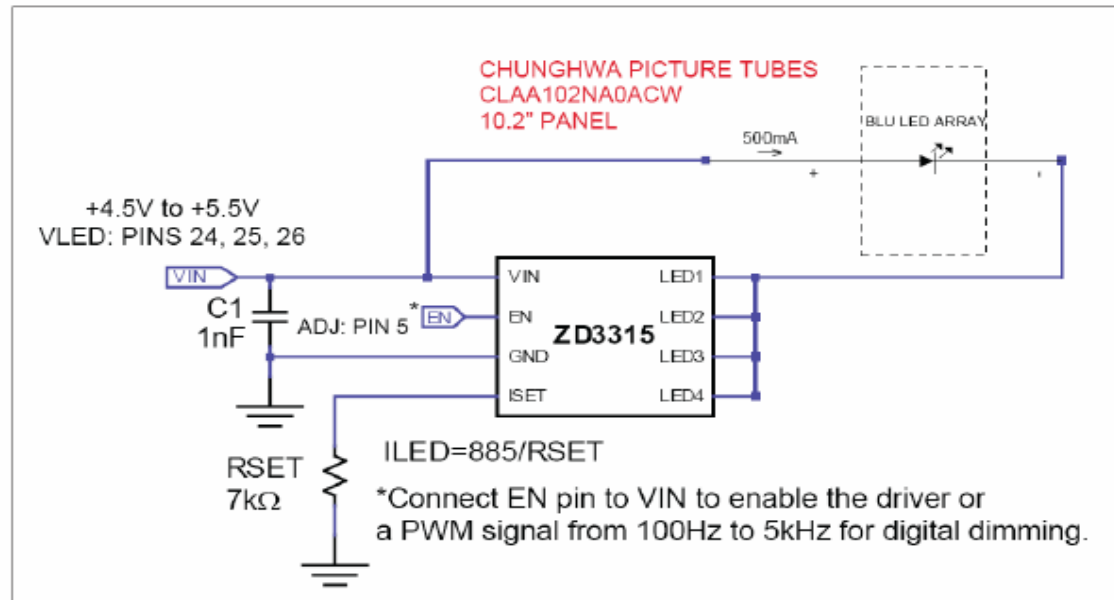 CHUNGHWA PICTURE TUBES
CLAA102NA0ACW
10.2" PANEL
BLU LED ARRAY
500mA
+
-
+4.5V to +5.5V
VLED: PINS 24, 25, 26
VIN
C1
1nF
ADJ: PIN 5
*
EN
VIN
EN
GND
ISET
ZD3315
LED1
LED2
LED3
LED4
RSET
7kΩ
ILED=885/RSET
*Connect EN pin to VIN to enable the driver or
a PWM signal from 100Hz to 5kHz for digital dimming.